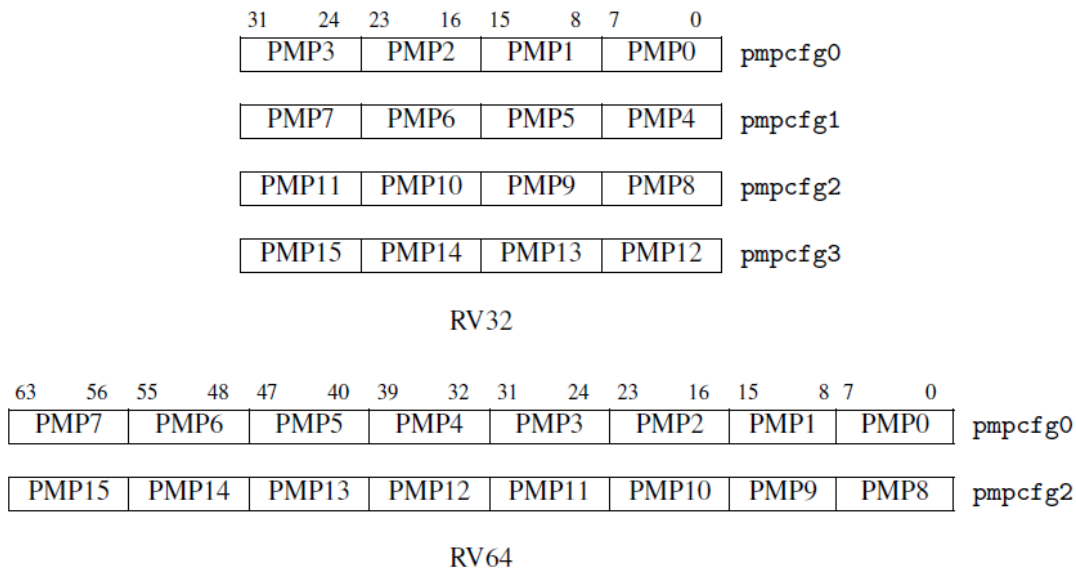 31 24 23 16 15 8 7 0
PMP3 PMP2 PMP1 PMP0 pmpcfg0
PMP7 PMP6 PMP5 PMP4 pmpcfg1
PMP11 PMP10 PMP9 PMP8 pmpcfg2
PMP15 PMP14 PMP13 PMP12 pmpcfg3
RV32
63 56 55 48 47 40 39 32 31 24 23 16 15 8 7 0
PMP7 PMP6 PMP5 PMP4 PMP3 PMP2 PMP1 PMP0 pmpcfg0
PMP15 PMP14 PMP13 PMP12 PMP11 PMP10 PMP9 PMP8 pmpcfg2
RV64